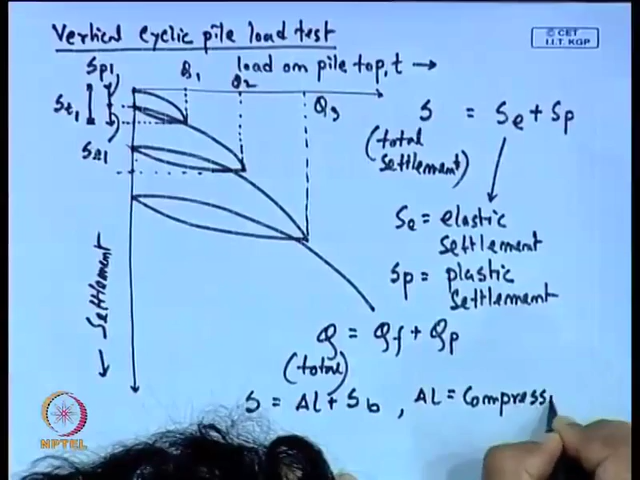 Vertical cyclic pile load test
© CET
I.I.T. KGP
load on pile top, t →
Sp1
Q1
Q2
Q3
St1
Se1
S = Se + Sp
(total settlement)
Se = elastic settlement
Sp = plastic settlement
← Settlement
Q = Qf + Qp
(total)
S = ΔL + Sb , ΔL = Compress
NPTEL